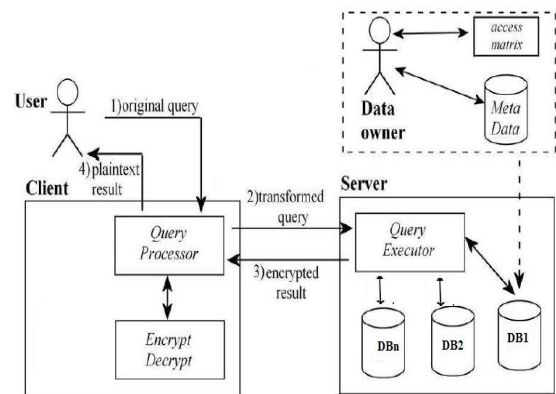 access
matrix
User
1)original query
Data
owner
Meta
Data
4)plaintext
result
Client
2)transformed
query
Server
Query
Processor
Query
Executor
3)encrypted
result
Encrypt
Decrypt
DBn
DB2
DB1